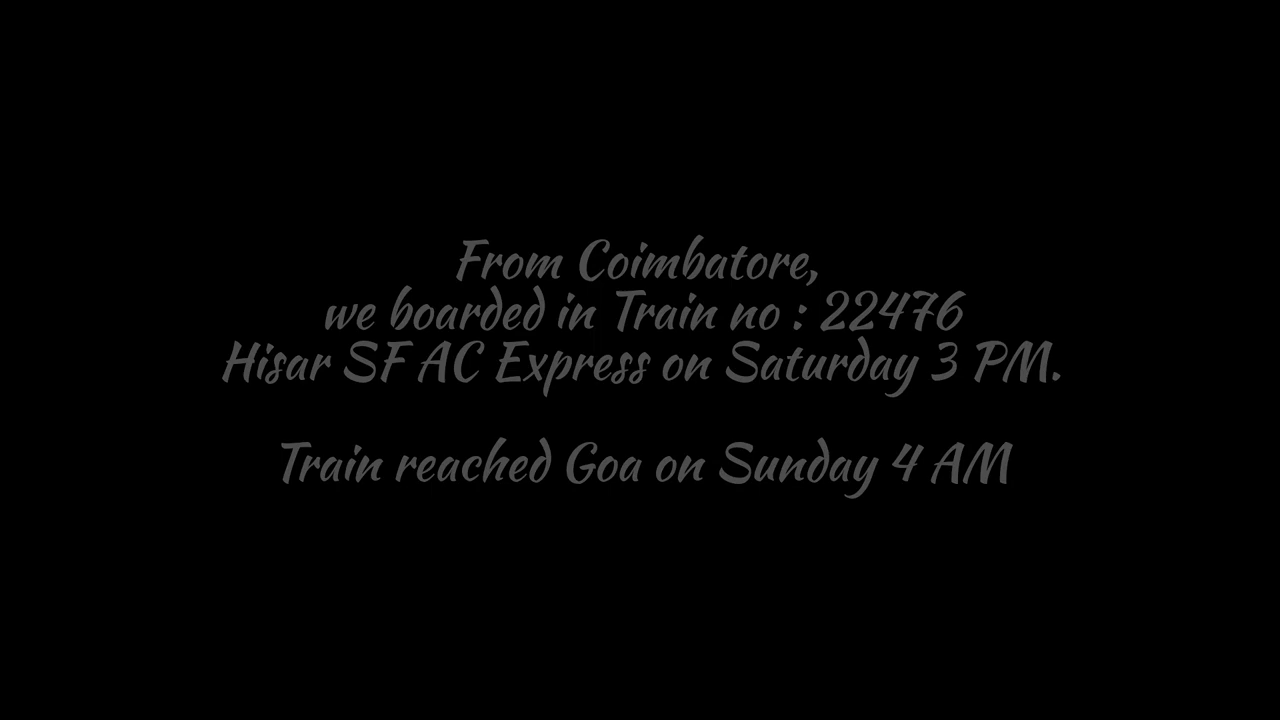 From Coimbatore,
we boarded in Train no : 22476
Hisar SF AC Express on Saturday 3 PM.
Train reached Goa on Sunday 4 AM